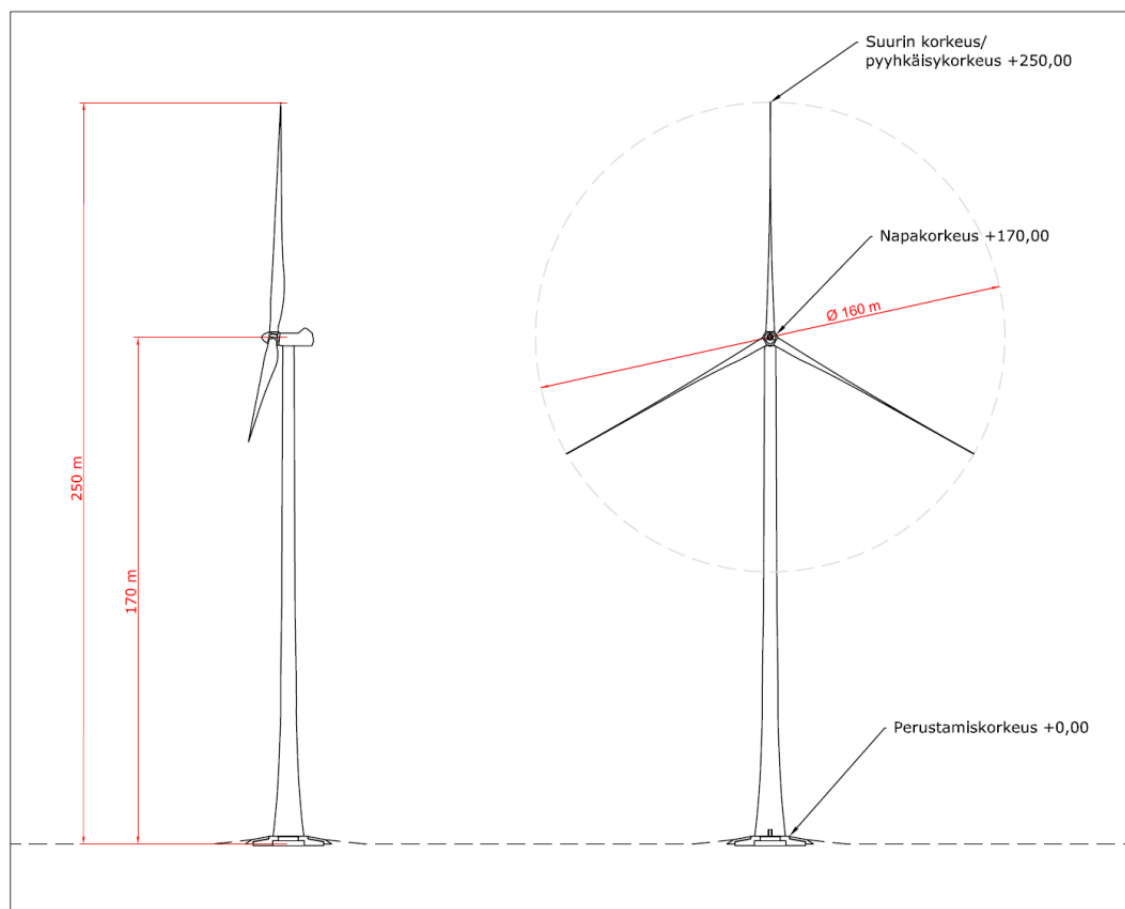 Suurin korkeus/
pyyhkäisykorkeus +250,00
Napakorkeus +170,00
Ø 160 m
250 m
170 m
Perustamiskorkeus +0,00